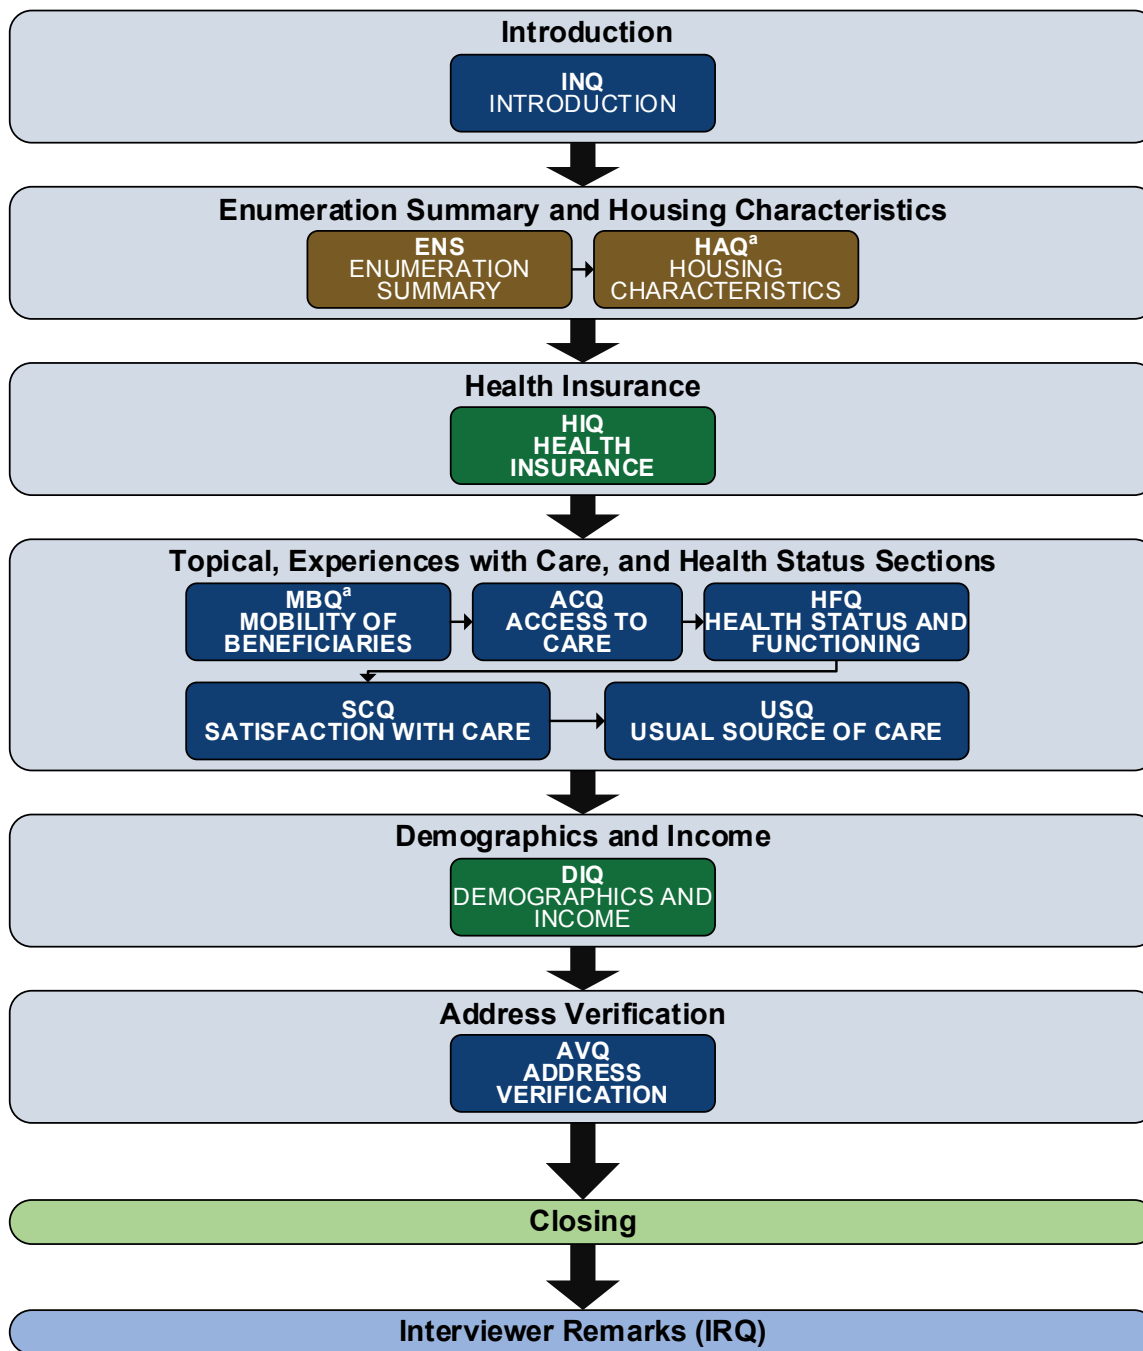 Introduction
INQ
INTRODUCTION
Enumeration Summary and Housing Characteristics
ENS
ENUMERATION
SUMMARY
HAQª
HOUSING
CHARACTERISTICS
Health Insurance
HIQ
HEALTH
INSURANCE
Topical, Experiences with Care, and Health Status Sections
MBQª
MOBILITY OF
BENEFICIARIES
ACQ
ACCESS TO
CARE
HFQ
HEALTH STATUS AND
FUNCTIONING
SCQ
SATISFACTION WITH CARE
USQ
USUAL SOURCE OF CARE
Demographics and Income
DIQ
DEMOGRAPHICS AND
INCOME
Address Verification
AVQ
ADDRESS
VERIFICATION
Closing
Interviewer Remarks (IRQ)